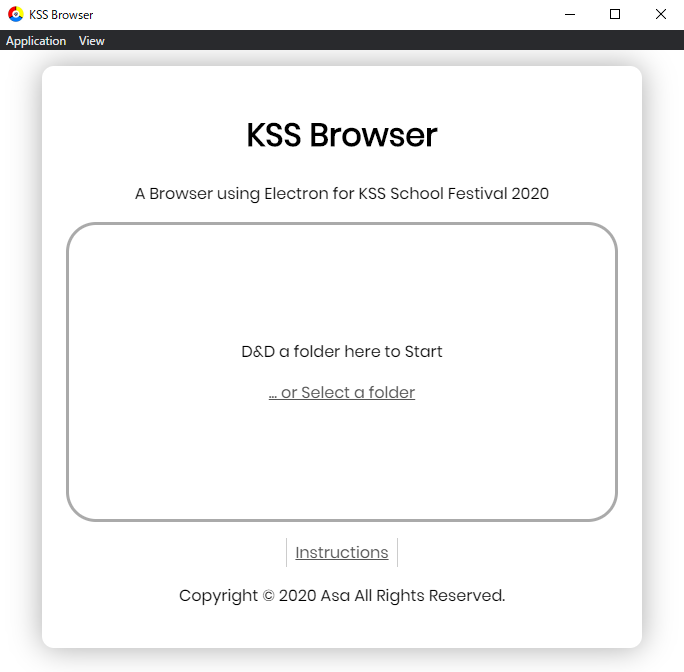 KSS Browser
Application View
KSS Browser
A Browser using Electron for KSS School Festival 2020
D&D a folder here to Start
... or Select a folder
Instructions
Copyright © 2020 Asa All Rights Reserved.